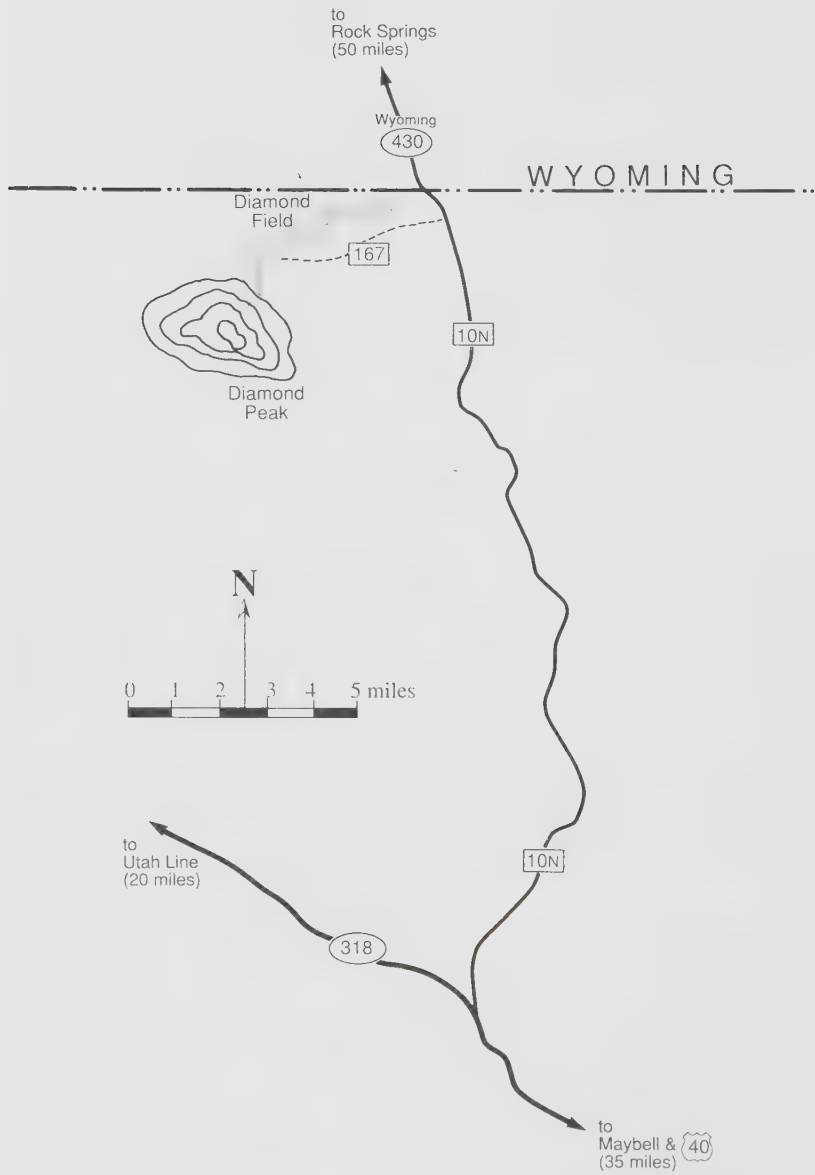 to
Rock Springs
(50 miles)
Wyoming
430
WYOMING
Diamond
Field
167
10N
Diamond
Peak
N
0 1 2 3 4 5 miles
to
Utah Line
(20 miles)
10N
318
to
Maybell & 40
(35 miles)